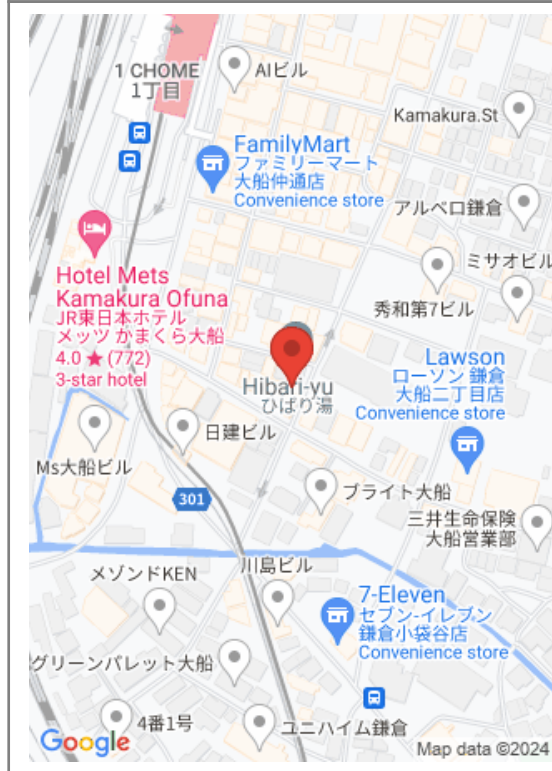 1 CHOME
1丁目
AIビル
Kamakura.St
FamilyMart
ファミリーマート
大船仲通店
Convenience store
アルベロ鎌倉
ミサオビル
Hotel Mets
Kamakura Ofuna
JR東日本ホテル
メッツ かまくら大船
4.0 ★ (772)
3-star hotel
秀和第7ビル
Lawson
ローソン 鎌倉
大船二丁目店
Convenience store
Hibari-yu
ひばり湯
日建ビル
Ms大船ビル
301
ブライト大船
三井生命保険
大船営業部
川島ビル
メゾンドKEN
7-Eleven
セブン-イレブン
鎌倉小袋谷店
Convenience store
グリーンパレット大船
4番1号
ユニハイム鎌倉
Google
Map data ©2024